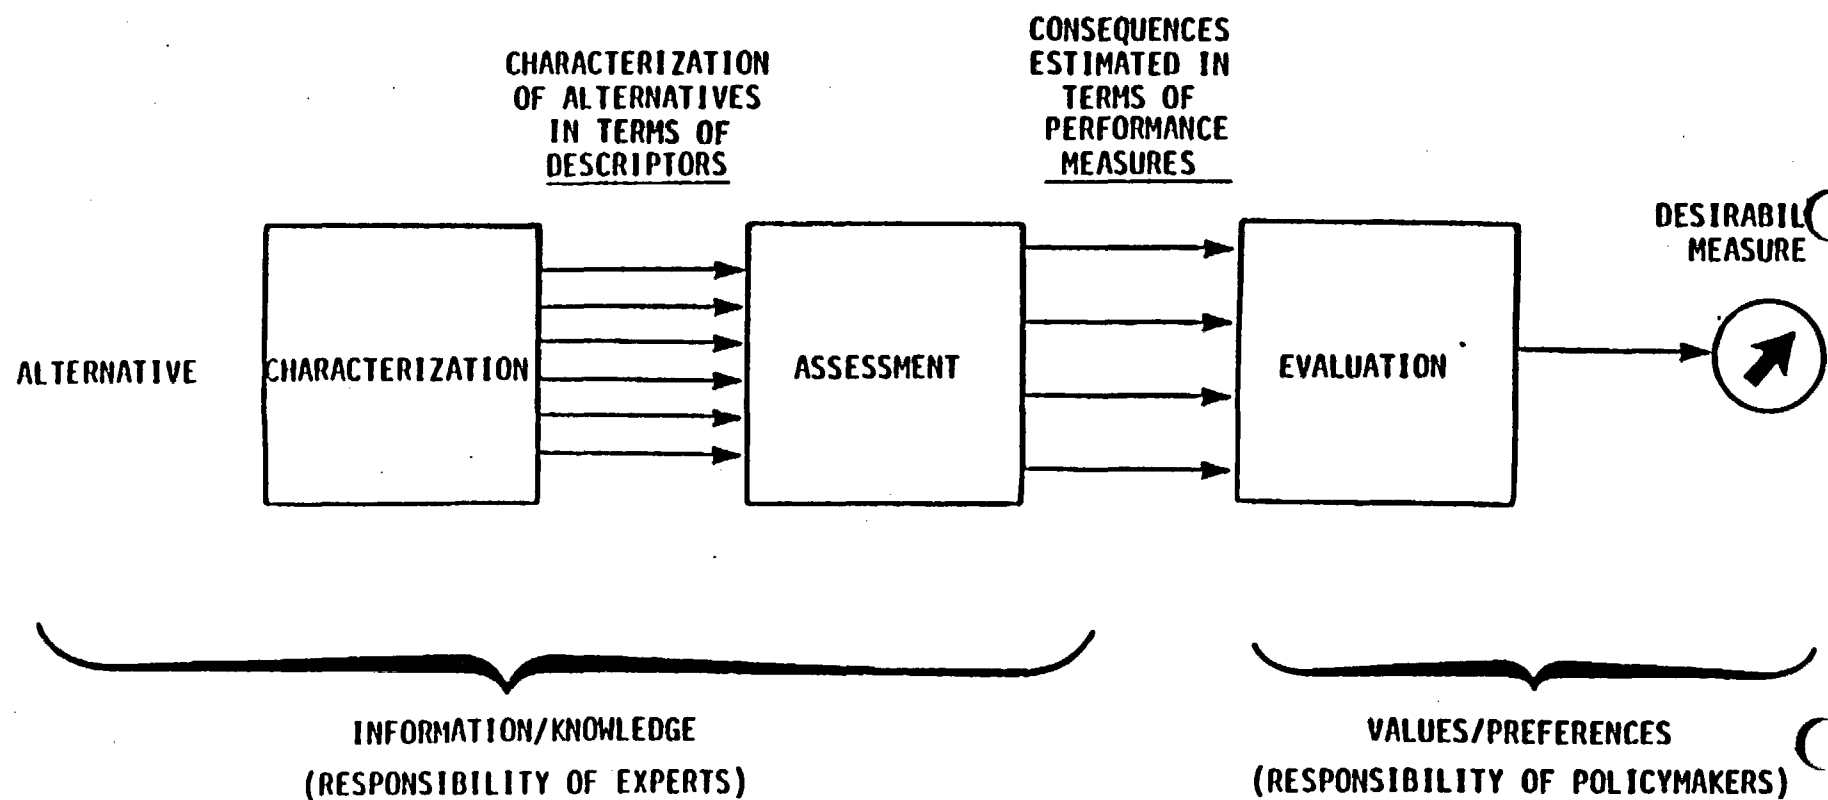 CHARACTERIZATION
OF ALTERNATIVES
IN TERMS OF
DESCRIPTORS
CONSEQUENCES
ESTIMATED IN
TERMS OF
PERFORMANCE
MEASURES
DESIRABIL
MEASURE
ALTERNATIVE
CHARACTERIZATION
ASSESSMENT
EVALUATION
INFORMATION/KNOWLEDGE
(RESPONSIBILITY OF EXPERTS)
VALUES/PREFERENCES
(RESPONSIBILITY OF POLICYMAKERS)